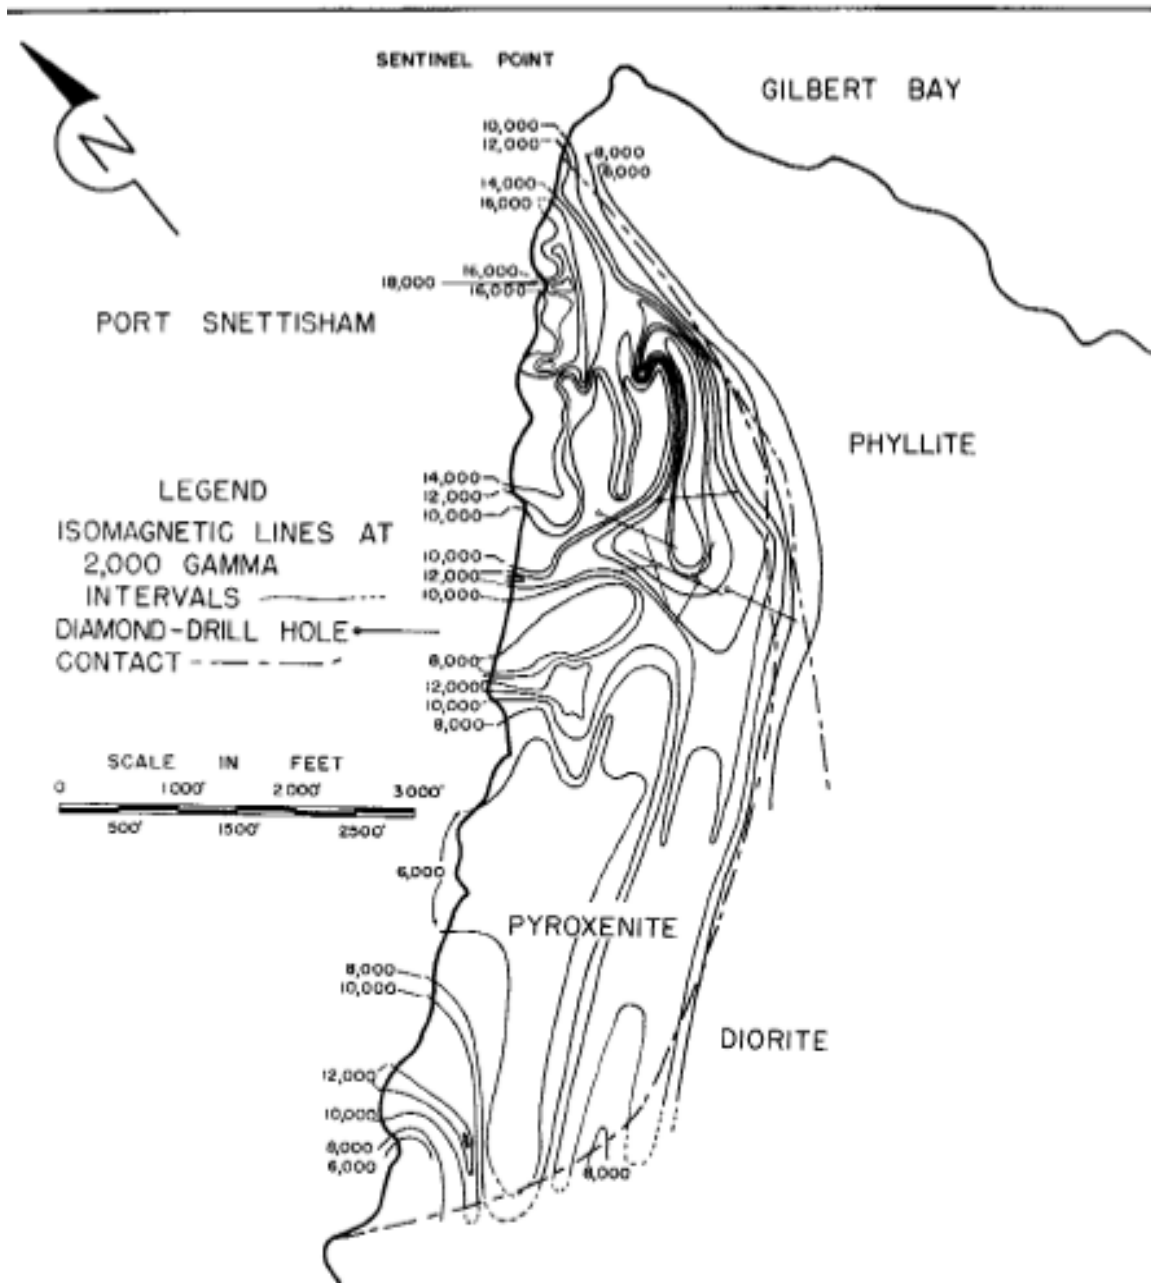 SENTINEL POINT
GILBERT BAY
N
10,000
12,000
8,000
6,000
14,000
16,000
16,000
18,000
16,000
PORT SNETTISHAM
PHYLLITE
14,000
12,000
10,000
LEGEND
ISOMAGNETIC LINES AT
2,000 GAMMA
INTERVALS
DIAMOND-DRILL HOLE
CONTACT
10,000
12,000
10,000
8,000
12,000
10,000
8,000
SCALE IN FEET
0 1000' 2000' 3000'
500' 1500' 2500'
6,000
PYROXENITE
8,000
10,000
DIORITE
12,000
10,000
8,000
6,000
8,000